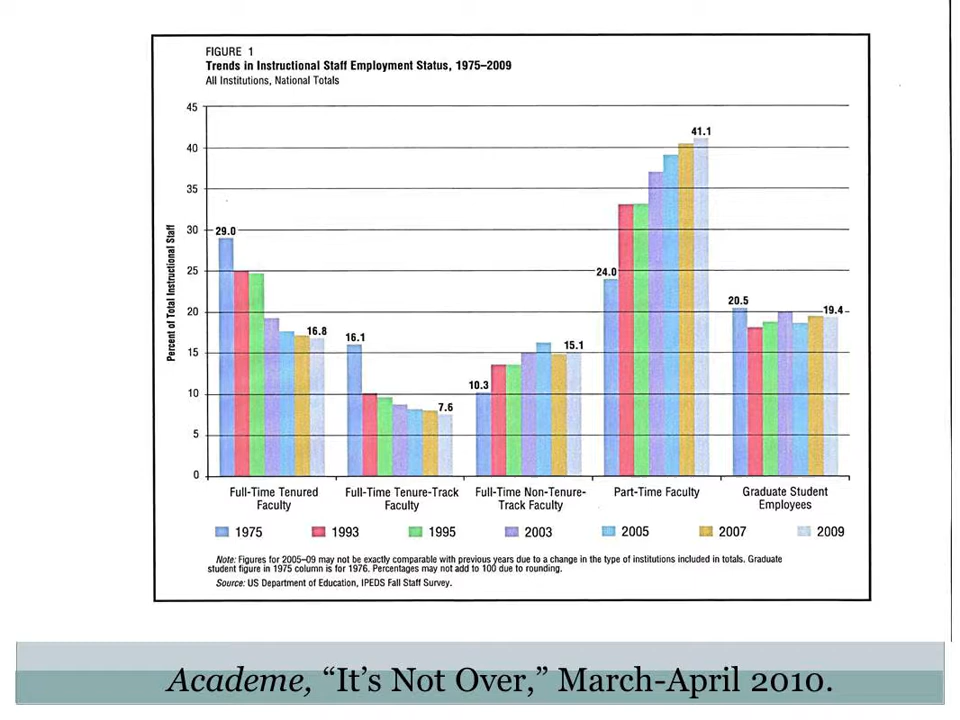 FIGURE 1
Trends in Instructional Staff Employment Status, 1975–2009
All Institutions, National Totals
Percent of Total Instructional Staff
45
40
35
30
25
20
15
10
5
0
29.0
16.8
16.1
7.6
10.3
15.1
24.0
41.1
20.5
19.4
Full-Time Tenured
Faculty
Full-Time Tenure-Track
Faculty
Full-Time Non-Tenure-
Track Faculty
Part-Time Faculty
Graduate Student
Employees
1975 1993 1995 2003 2005 2007 2009
Note: Figures for 2005–09 may not be exactly comparable with previous years due to a change in the type of institutions included in totals. Graduate
student figure in 1975 column is for 1976. Percentages may not add to 100 due to rounding.
Source: US Department of Education, IPEDS Fall Staff Survey.
Academe, “It’s Not Over,” March-April 2010.